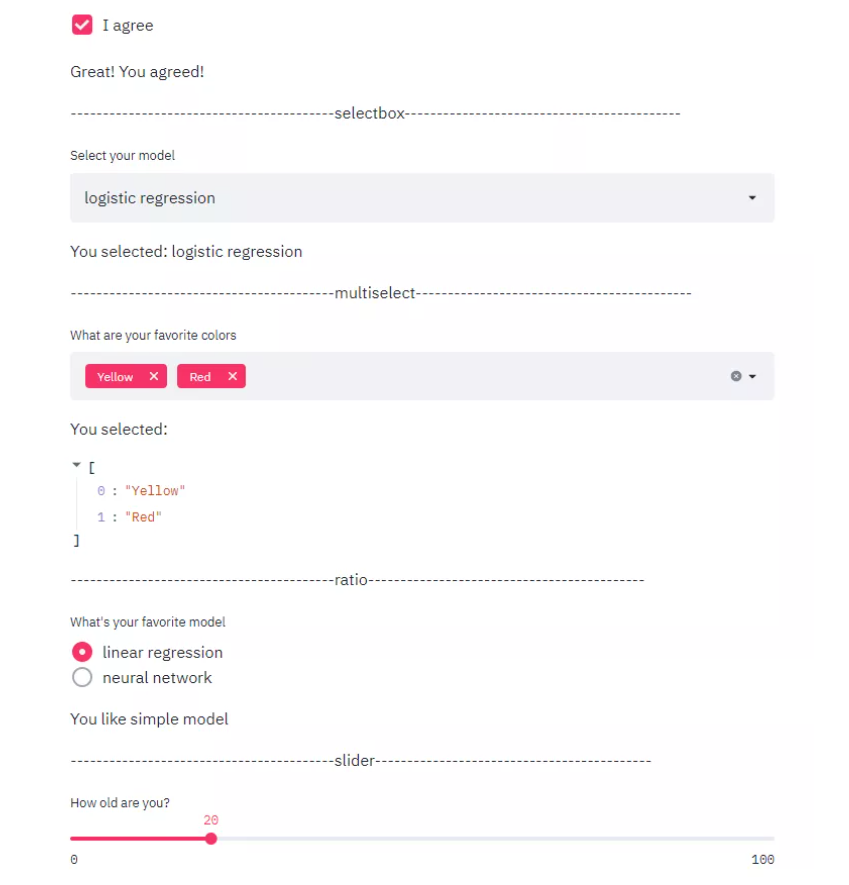 I agree
Great! You agreed!
-----------------------------------------selectbox-------------------------------------------
Select your model
logistic regression
You selected: logistic regression
-----------------------------------------multiselect-------------------------------------------
What are your favorite colors
Yellow × Red ×
You selected:
[
0 : "Yellow"
1 : "Red"
]
-----------------------------------------ratio-------------------------------------------
What's your favorite model
linear regression
neural network
You like simple model
-----------------------------------------slider-------------------------------------------
How old are you?
20
0 100